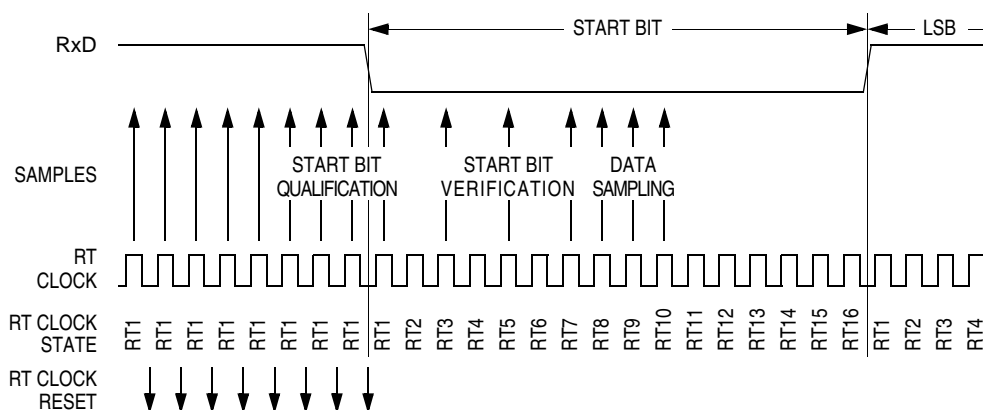 START BIT
LSB
RxD
SAMPLES
START BIT
QUALIFICATION
START BIT
VERIFICATION
DATA
SAMPLING
RT
CLOCK
RT CLOCK
STATE
RT1 RT1 RT1 RT1 RT1 RT1 RT1 RT1 RT1 RT2 RT3 RT4 RT5 RT6 RT7 RT8 RT9 RT10 RT11 RT12 RT13 RT14 RT15 RT16 RT1 RT2 RT3 RT4
RT CLOCK
RESET